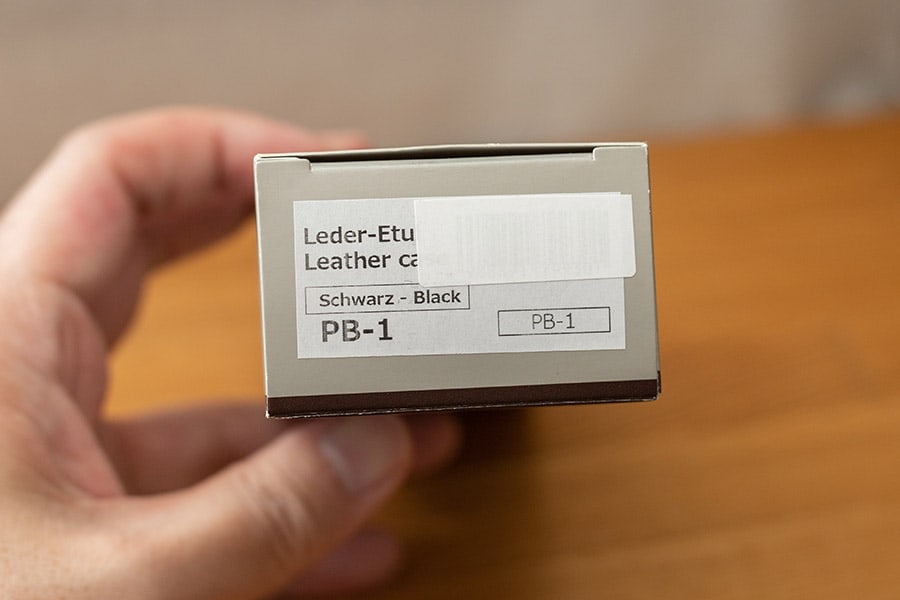 Leder-Etu
Leather ca
Schwarz - Black
PB-1
PB-1